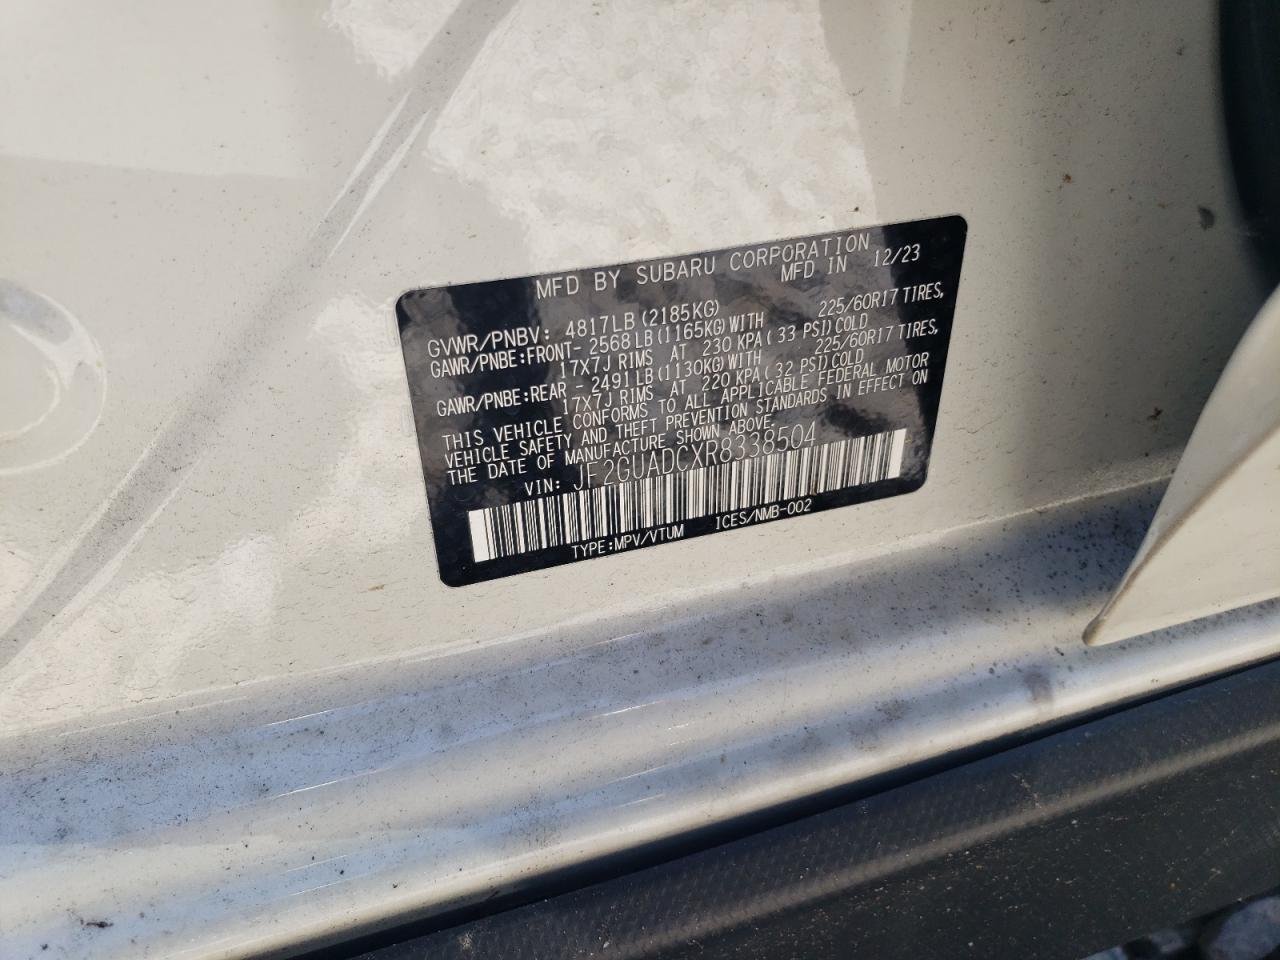 MFD BY SUBARU CORPORATION
MFD IN 12/23
GVWR/PNBV: 4817LB (2185KG)
GAWR/PNBE:FRONT- 2568LB (1165KG) WITH 225/60R17 TIRES,
17X7J RIMS AT 230 KPA ( 33 PSI) COLD
GAWR/PNBE:REAR - 2491LB (1130KG) WITH 225/60R17 TIRES,
17X7J RIMS AT 220 KPA ( 32 PSI) COLD
THIS VEHICLE CONFORMS TO ALL APPLICABLE FEDERAL MOTOR
VEHICLE SAFETY AND THEFT PREVENTION STANDARDS IN EFFECT ON
THE DATE OF MANUFACTURE SHOWN ABOVE.
VIN: JF2GUADCXR8338504
TYPE:MPV/VTUM ICES/NMB-002